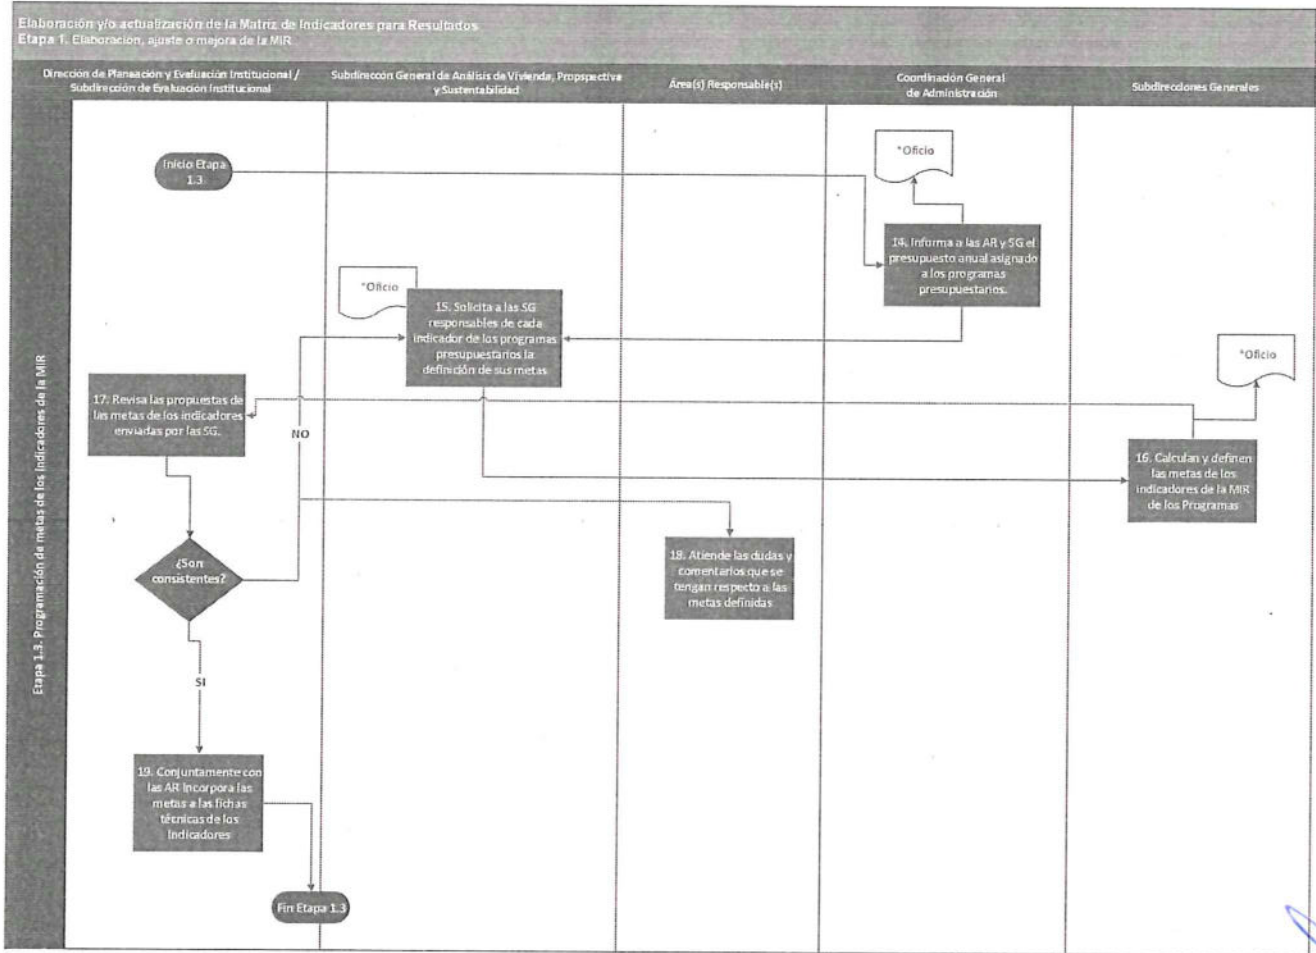 Elaboración y/o actualización de la Matriz de Indicadores para Resultados
Etapa 1. Elaboración, ajuste o mejora de la MIR
Dirección de Planeación y Evaluación Institucional /
Subdirección de Evaluación Institucional
Subdirección General de Análisis de Vivienda, Propspectiva
y Sustentabilidad
Área(s) Responsable(s)
Coordinación General
de Administración
Subdirecciones Generales
Etapa 1.3. Programación de metas de los Indicadores de la MIR
Inicio Etapa
1.3
*Oficio
14. Informa a las AR y SG el
presupuesto anual asignado
a los programas
presupuestarios.
*Oficio
15. Solicita a las SG
responsables de cada
indicador de los programas
presupuestarios la
definición de sus metas
*Oficio
16. Calculan y definen
las metas de los
indicadores de la MIR
de los Programas
17. Revisa las propuestas de
las metas de los indicadores
enviadas por las SG.
NO
¿Son
consistentes?
18. Atiende las dudas y
comentarios que se
tengan respecto a las
metas definidas
SI
19. Conjuntamente con
las AR incorpora las
metas a las fichas
técnicas de los
Indicadores
Fin Etapa 1.3